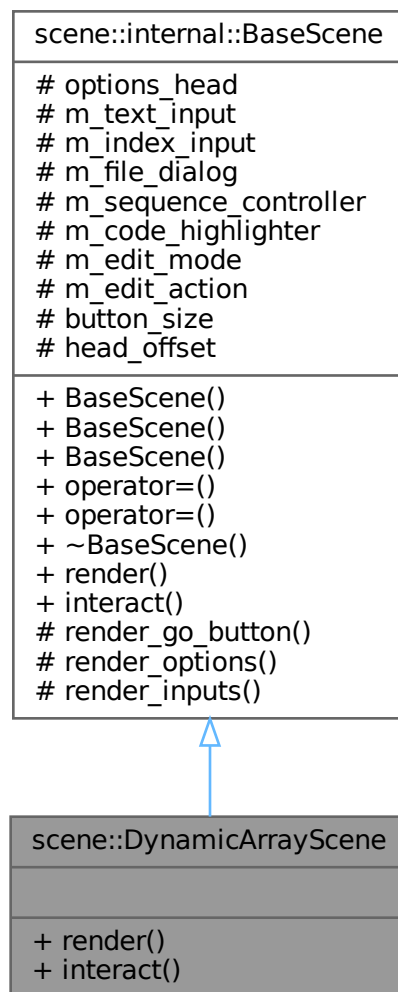 scene::internal::BaseScene
# options_head
# m_text_input
# m_index_input
# m_file_dialog
# m_sequence_controller
# m_code_highlighter
# m_edit_mode
# m_edit_action
# button_size
# head_offset
+ BaseScene()
+ BaseScene()
+ BaseScene()
+ operator=()
+ operator=()
+ ~BaseScene()
+ render()
+ interact()
# render_go_button()
# render_options()
# render_inputs()
scene::DynamicArrayScene
+ render()
+ interact()